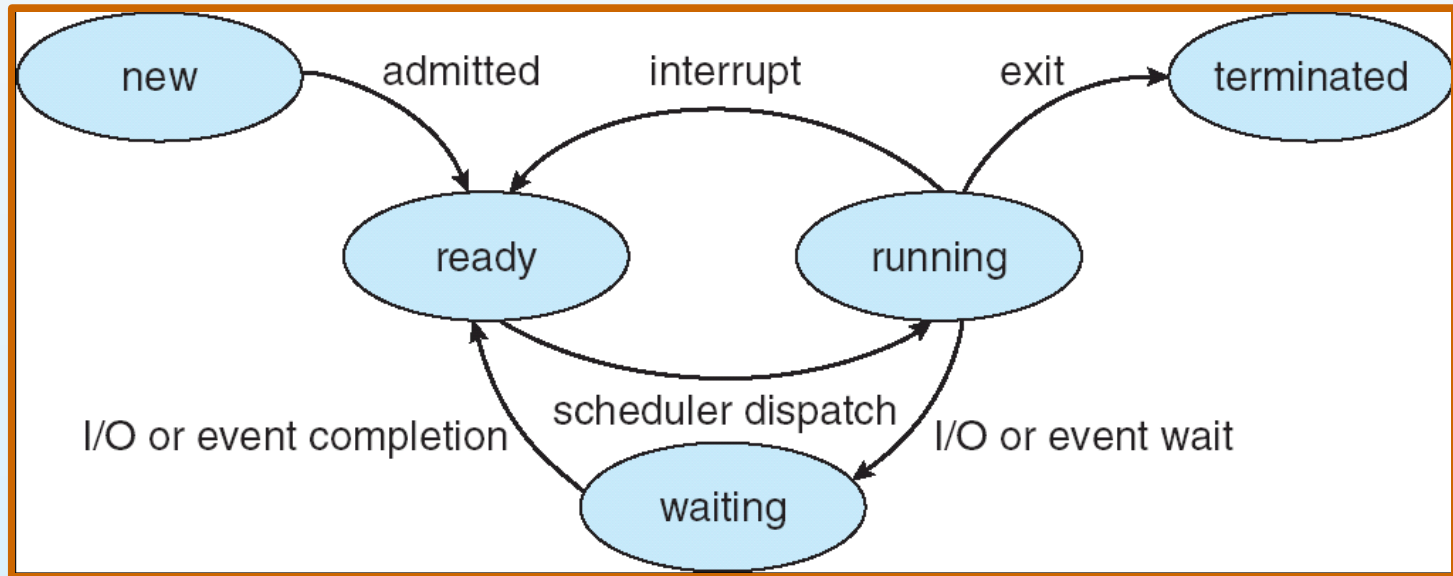 new
admitted
interrupt
exit
terminated
ready
running
scheduler dispatch
I/O or event completion
I/O or event wait
waiting